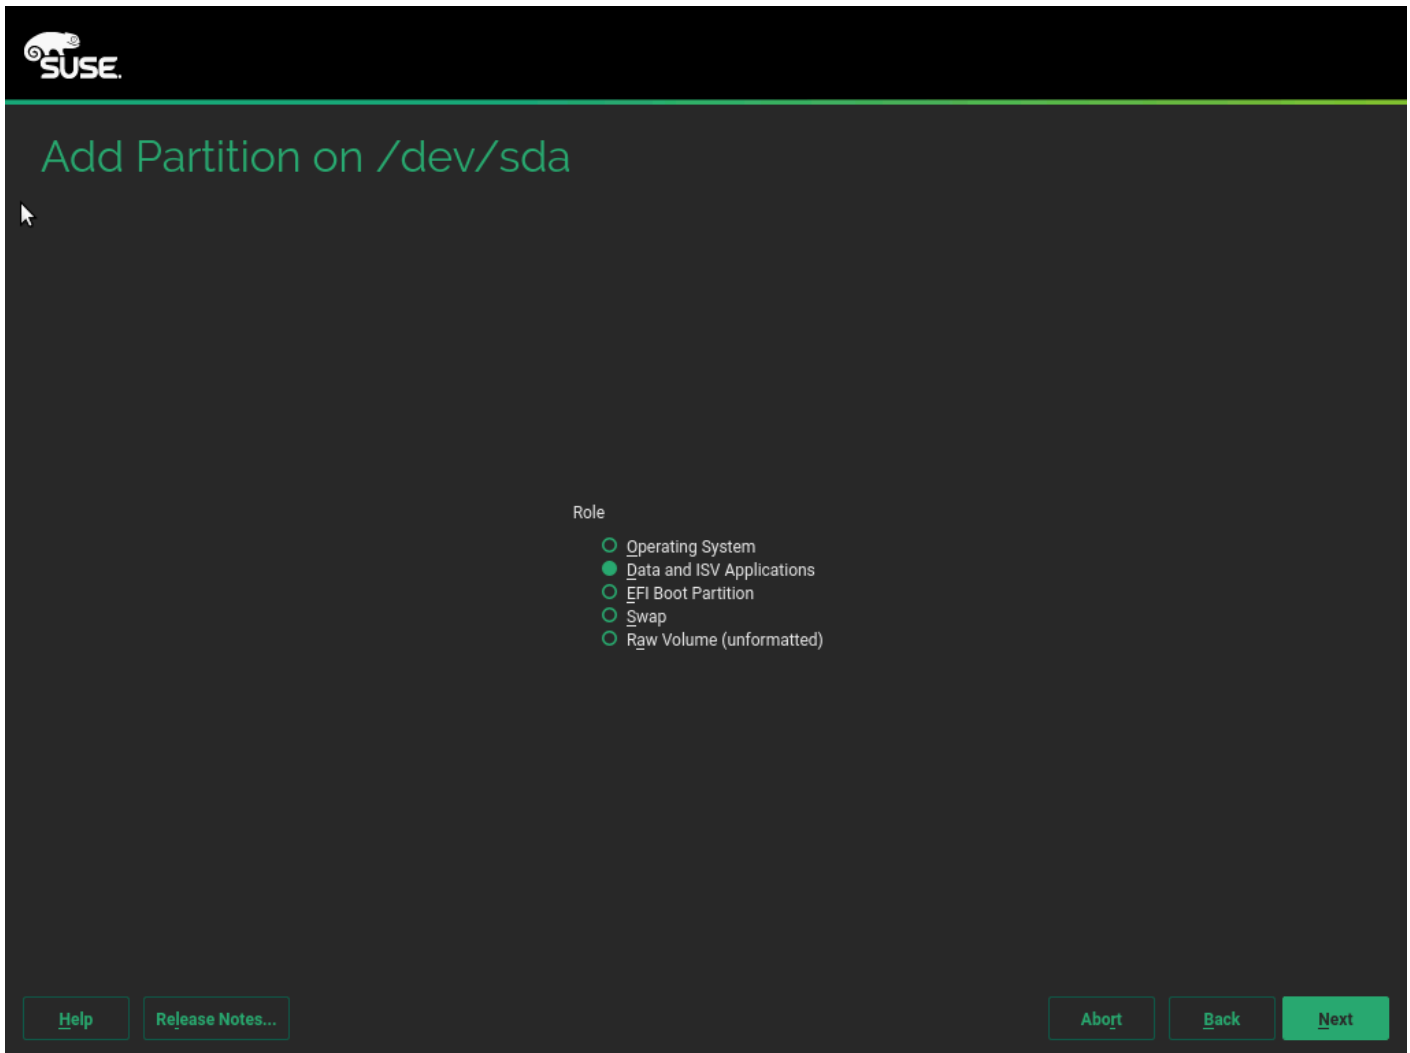 SUSE.
Add Partition on /dev/sda
Role
Operating System
Data and ISV Applications
EFI Boot Partition
Swap
Raw Volume (unformatted)
Help
Release Notes...
Abort
Back
Next